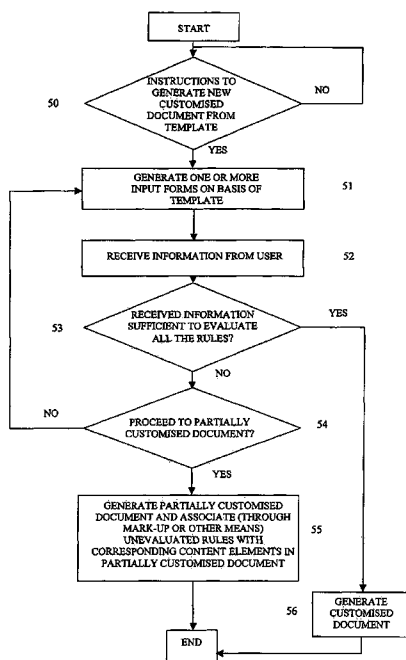 START
INSTRUCTIONS TO
GENERATE NEW
CUSTOMISED
DOCUMENT FROM
TEMPLATE
50
NO
YES
GENERATE ONE OR MORE
INPUT FORMS ON BASIS OF
TEMPLATE
51
RECEIVE INFORMATION FROM USER
52
RECEIVED INFORMATION
SUFFICIENT TO EVALUATE
ALL THE RULES?
53
YES
NO
NO
PROCEED TO PARTIALLY
CUSTOMISED DOCUMENT?
54
YES
GENERATE PARTIALLY CUSTOMISED
DOCUMENT AND ASSOCIATE (THROUGH
MARK-UP OR OTHER MEANS)
UNEVALUATED RULES WITH
CORRESPONDING CONTENT ELEMENTS IN
PARTIALLY CUSTOMISED DOCUMENT
55
56
GENERATE
CUSTOMISED
DOCUMENT
END